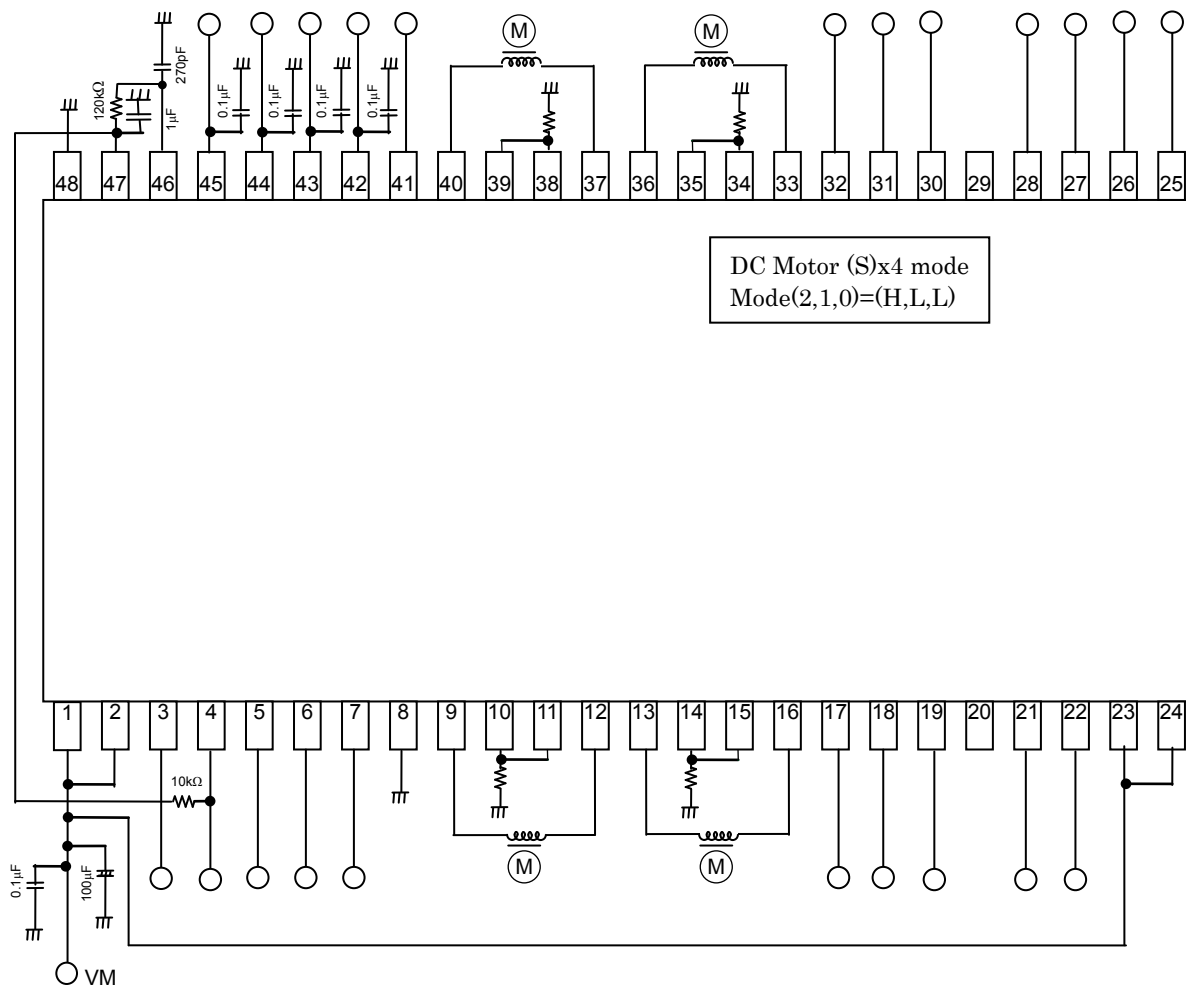 270pF
120kΩ
1µF
0.1µF
0.1µF
0.1µF
0.1µF
M
M
48 47 46 45 44 43 42 41 40 39 38 37 36 35 34 33 32 31 30 29 28 27 26 25
DC Motor (S)x4 mode
Mode(2,1,0)=(H,L,L)
1 2 3 4 5 6 7 8 9 10 11 12 13 14 15 16 17 18 19 20 21 22 23 24
10kΩ
0.1µF
100µF
M
M
VM